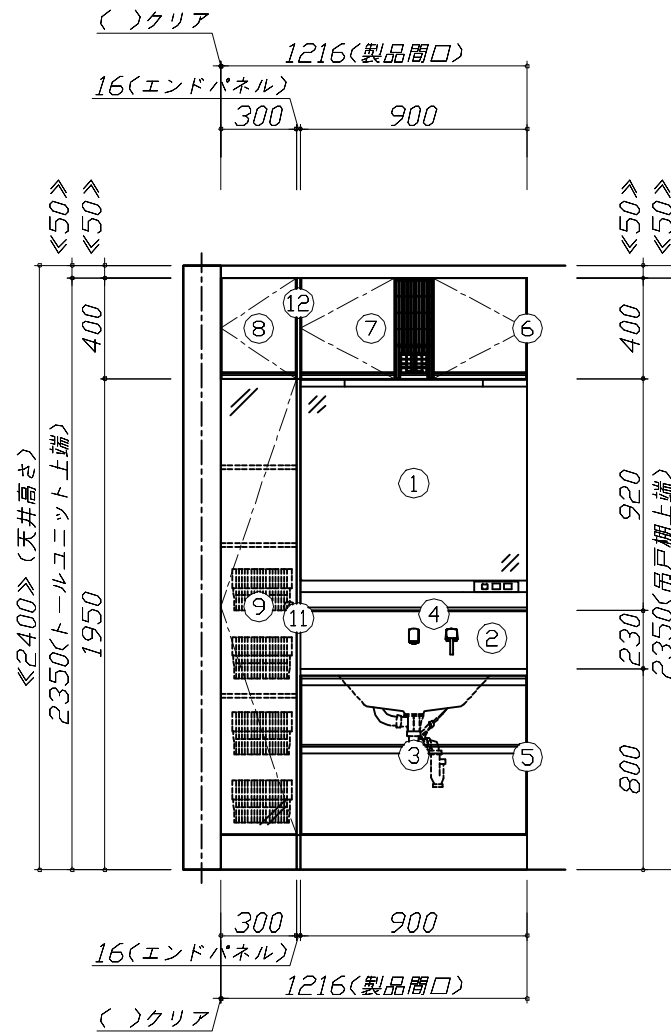 ( )クリア
1216(製品間口)
16(エンドパネル)
300
900
≪50≫
≪50≫
≪50≫
≪50≫
400
400
⑫
⑧
⑦
⑥
①
920
≪2400≫(天井高さ)
2350(トールユニット上端)
1950
⑨
⑪
④
②
230
2350(吊戸棚上端)
③
⑤
800
300
900
16(エンドパネル)
1216(製品間口)
( )クリア